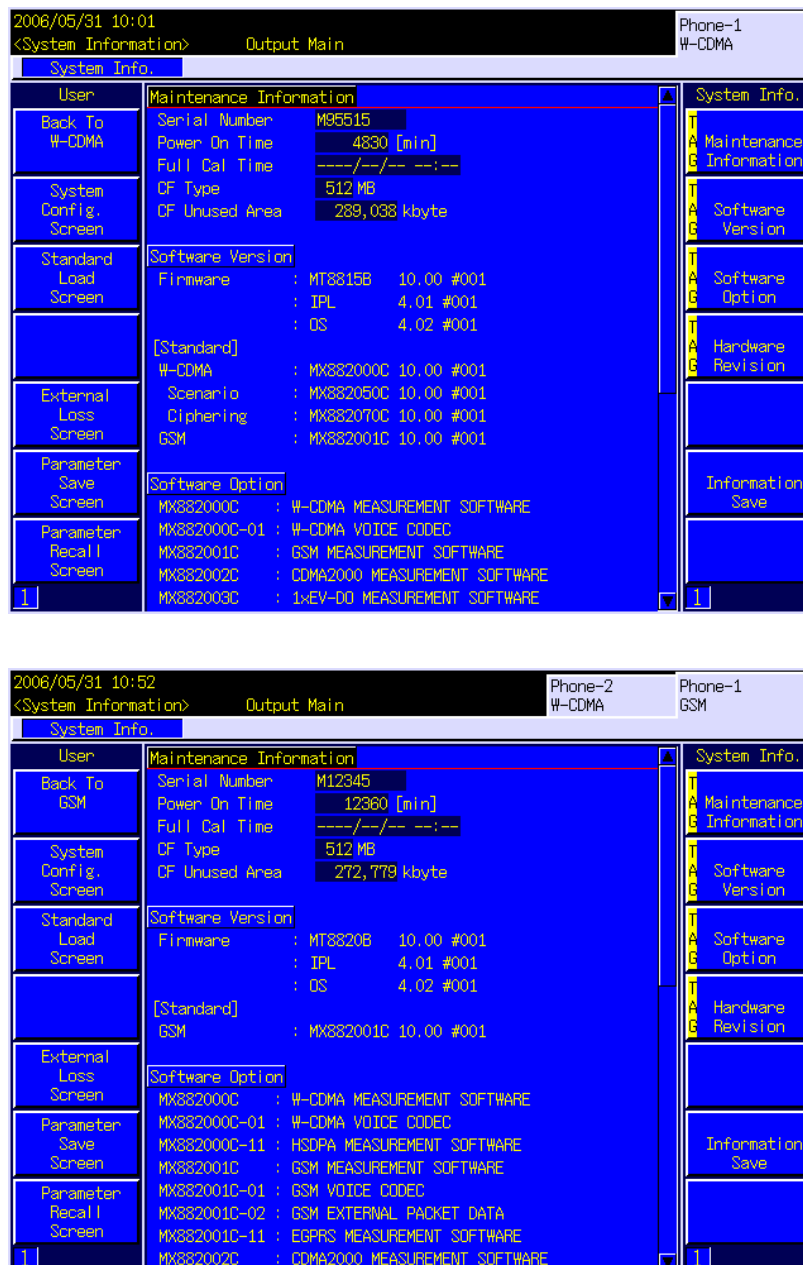 2006/05/31 10:01
Phone-1
<System Information> Output Main
W-CDMA
System Info.
User
Back To
W-CDMA
System
Config.
Screen
Standard
Load
Screen
External
Loss
Screen
Parameter
Save
Screen
Parameter
Recall
Screen
1
Maintenance Information
Serial Number M95515
Power On Time 4830 [min]
Full Cal Time ----/--/-- --:--
CF Type 512 MB
CF Unused Area 289,038 kbyte
Software Version
Firmware : MT8815B 10.00 #001
: IPL 4.01 #001
: OS 4.02 #001
[Standard]
W-CDMA : MX882000C 10.00 #001
Scenario : MX882050C 10.00 #001
Ciphering : MX882070C 10.00 #001
GSM : MX882001C 10.00 #001
Software Option
MX882000C : W-CDMA MEASUREMENT SOFTWARE
MX882000C-01 : W-CDMA VOICE CODEC
MX882001C : GSM MEASUREMENT SOFTWARE
MX882002C : CDMA2000 MEASUREMENT SOFTWARE
MX882003C : 1xEV-DO MEASUREMENT SOFTWARE
System Info.
TAG
Maintenance
Information
TAG
Software
Version
TAG
Software
Option
TAG
Hardware
Revision
Information
Save
1
2006/05/31 10:52
Phone-2
Phone-1
<System Information> Output Main
W-CDMA
GSM
System Info.
User
Back To
GSM
System
Config.
Screen
Standard
Load
Screen
External
Loss
Screen
Parameter
Save
Screen
Parameter
Recall
Screen
1
Maintenance Information
Serial Number M12345
Power On Time 12360 [min]
Full Cal Time ----/--/-- --:--
CF Type 512 MB
CF Unused Area 272,779 kbyte
Software Version
Firmware : MT8820B 10.00 #001
: IPL 4.01 #001
: OS 4.02 #001
[Standard]
GSM : MX882001C 10.00 #001
Software Option
MX882000C : W-CDMA MEASUREMENT SOFTWARE
MX882000C-01 : W-CDMA VOICE CODEC
MX882000C-11 : HSDPA MEASUREMENT SOFTWARE
MX882001C : GSM MEASUREMENT SOFTWARE
MX882001C-01 : GSM VOICE CODEC
MX882001C-02 : GSM EXTERNAL PACKET DATA
MX882001C-11 : EGPRS MEASUREMENT SOFTWARE
MX882002C : CDMA2000 MEASUREMENT SOFTWARE
System Info.
TAG
Maintenance
Information
TAG
Software
Version
TAG
Software
Option
TAG
Hardware
Revision
Information
Save
1